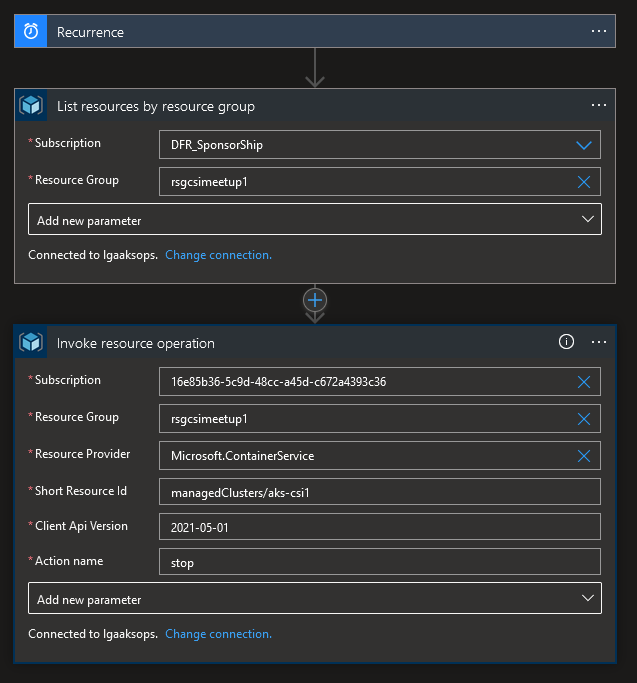 Recurrence
List resources by resource group
* Subscription DFR_SponsorShip
* Resource Group rsgcsimeetup1
Add new parameter
Connected to lgaaksops. Change connection.
Invoke resource operation
* Subscription 16e85b36-5c9d-48cc-a45d-c672a4393c36
* Resource Group rsgcsimeetup1
* Resource Provider Microsoft.ContainerService
* Short Resource Id managedClusters/aks-csi1
* Client Api Version 2021-05-01
* Action name stop
Add new parameter
Connected to lgaaksops. Change connection.